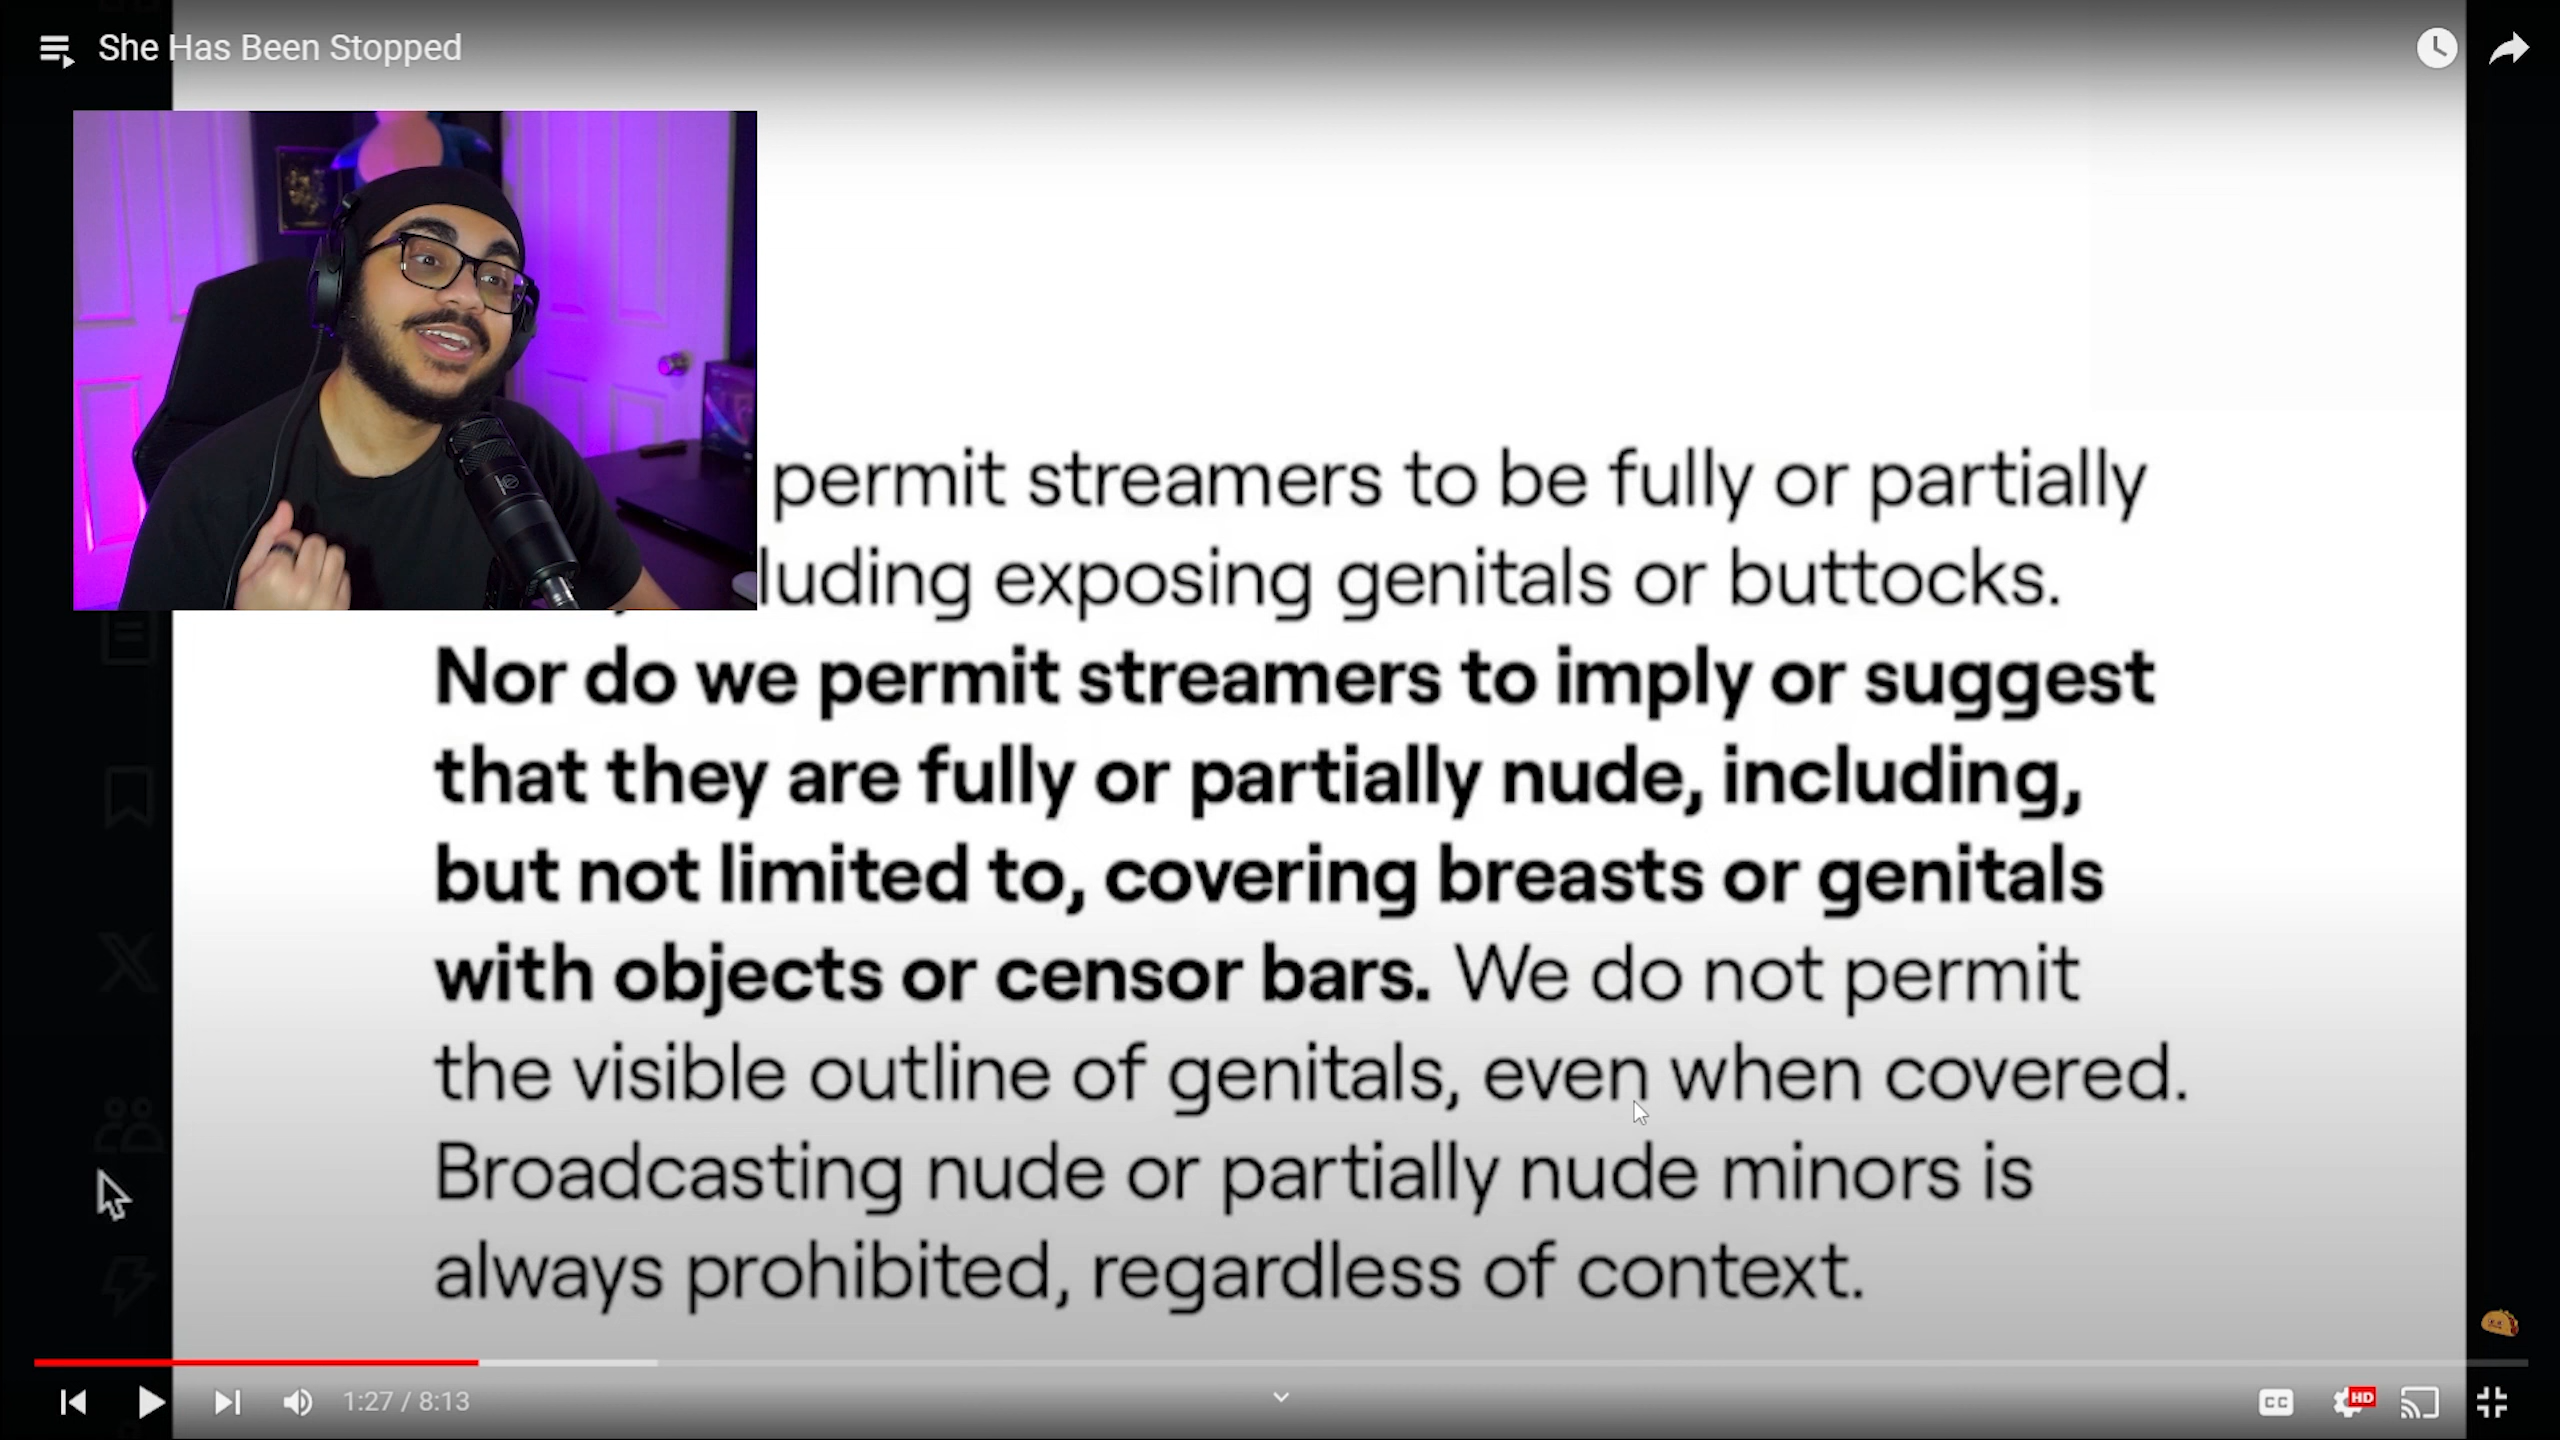 She Has Been Stopped
permit streamers to be fully or partially
luding exposing genitals or buttocks.
Nor do we permit streamers to imply or suggest
that they are fully or partially nude, including,
but not limited to, covering breasts or genitals
with objects or censor bars. We do not permit
the visible outline of genitals, even when covered.
Broadcasting nude or partially nude minors is
always prohibited, regardless of context.
1:27 / 8:13
CC
HD